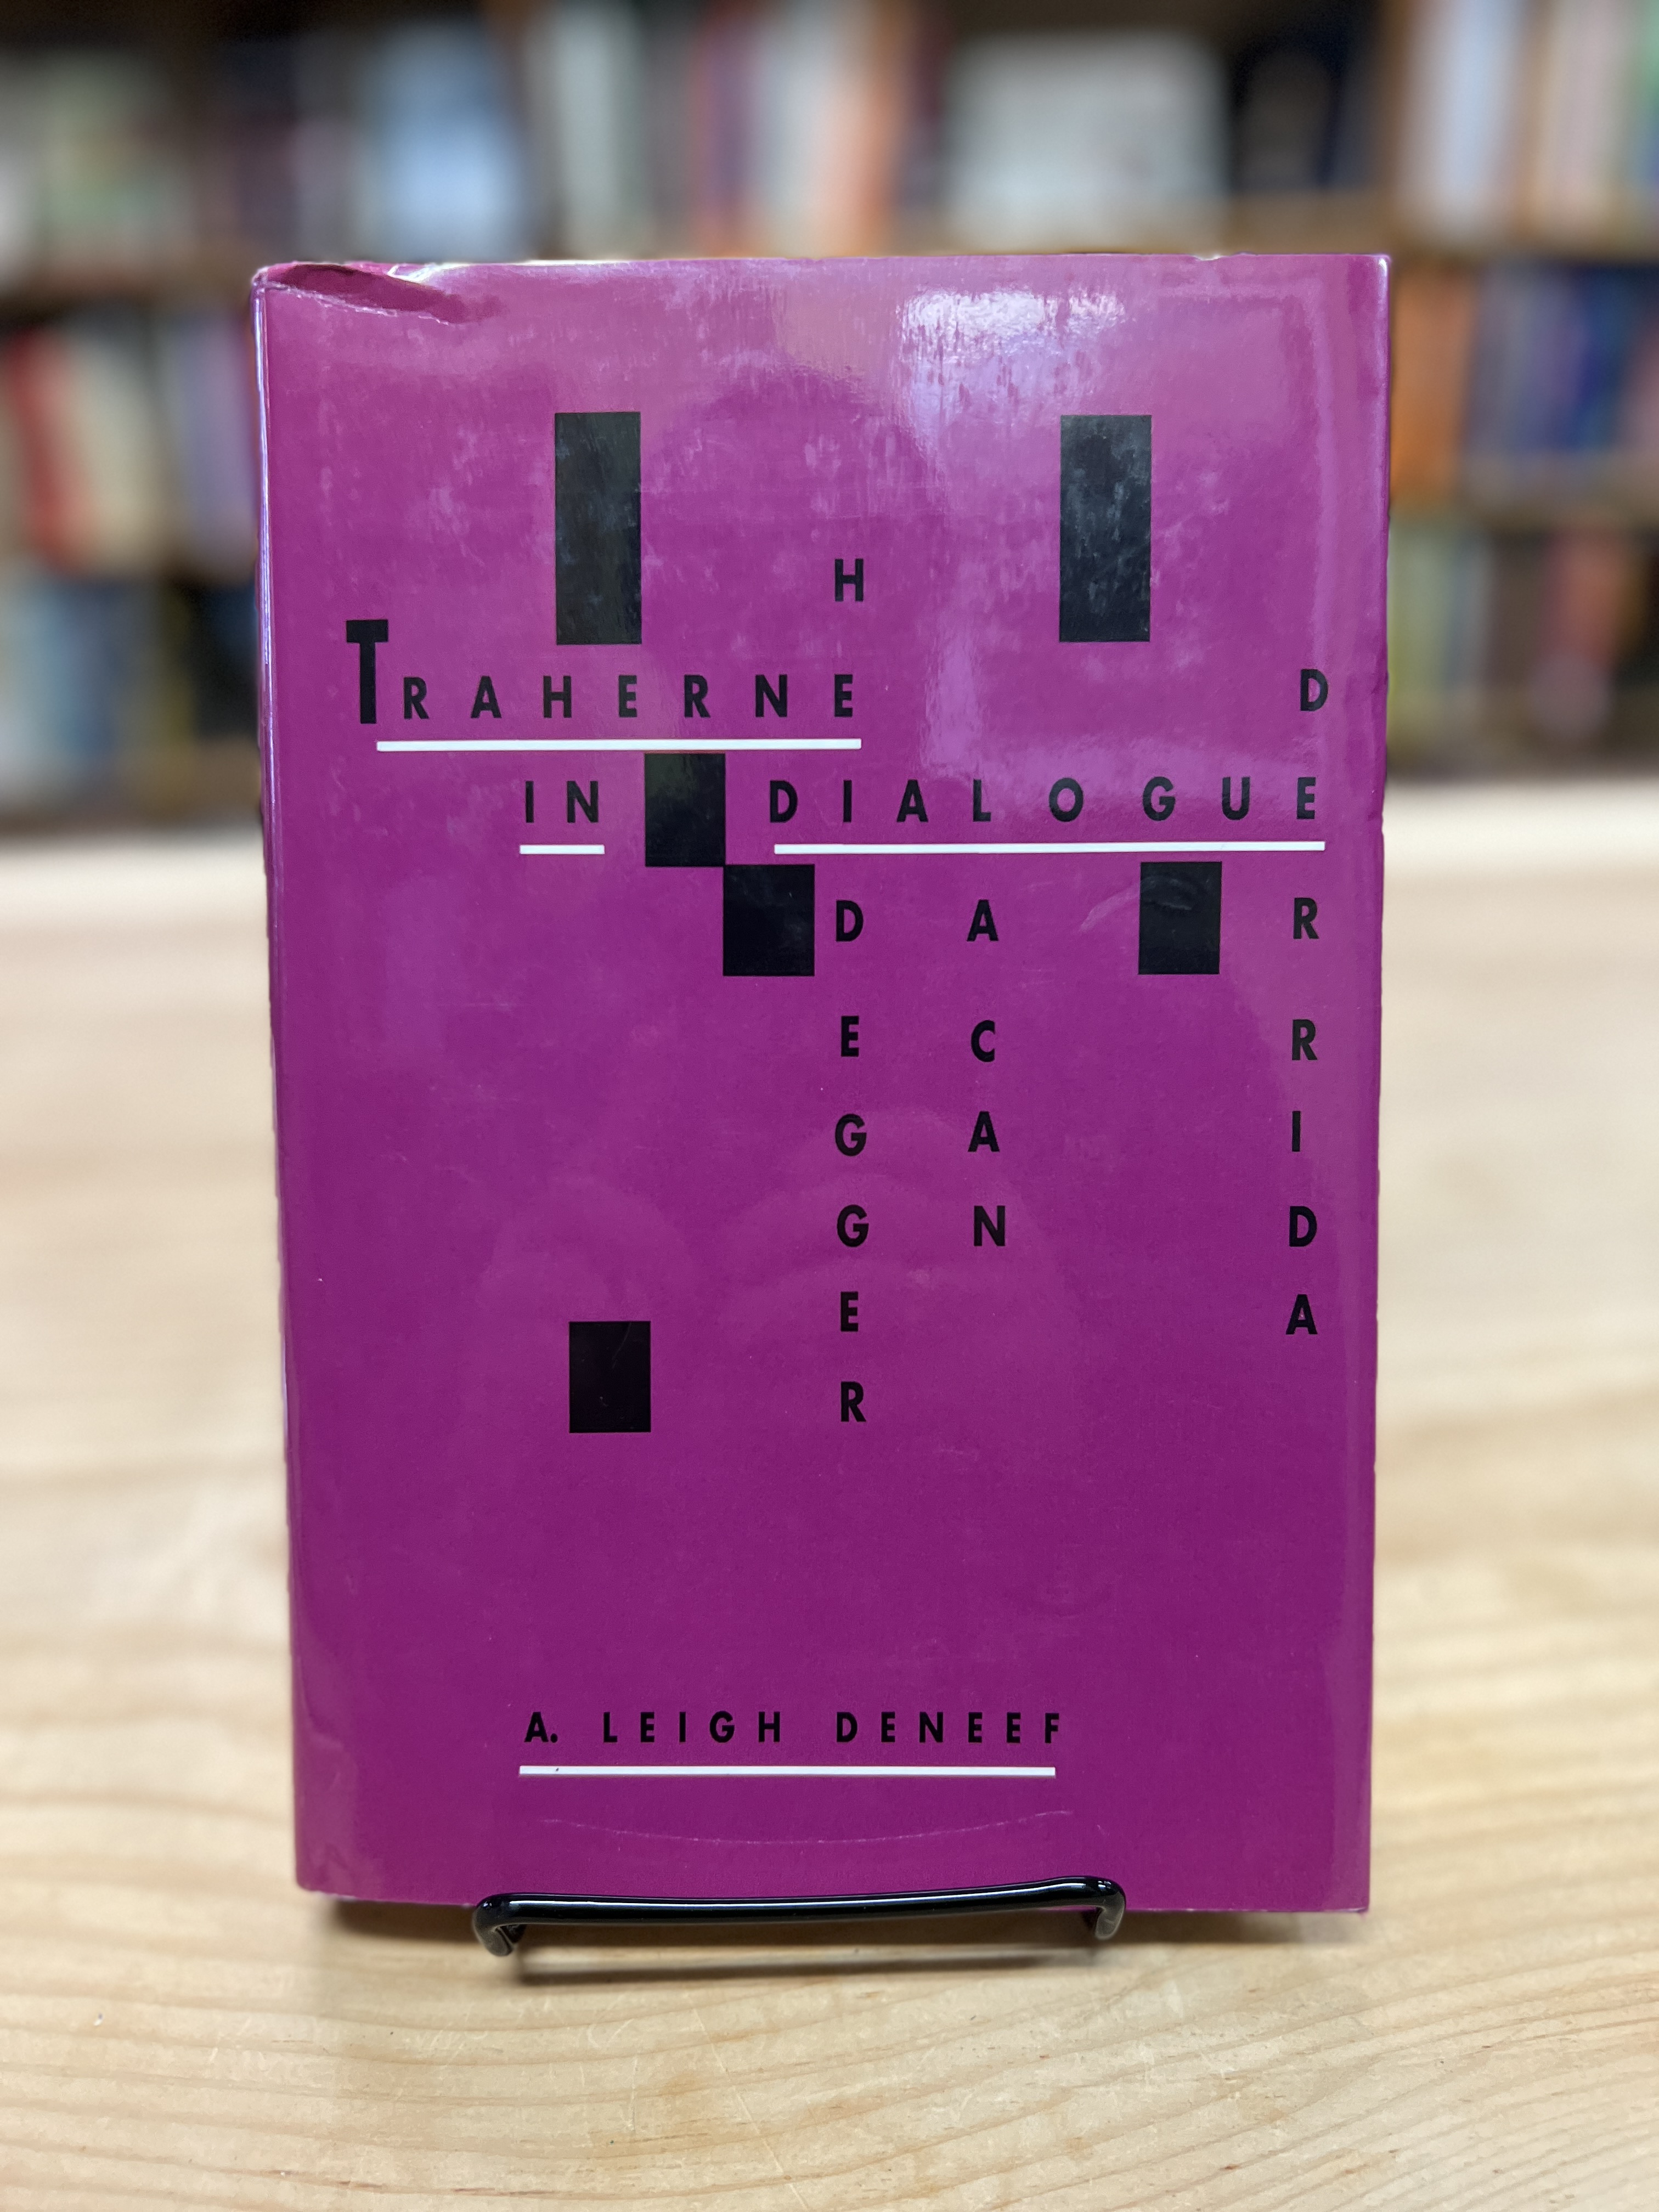 TRAHERNE
IN DIALOGUE
HEIDEGGER
LACAN
DERRIDA
A. LEIGH DENEEF